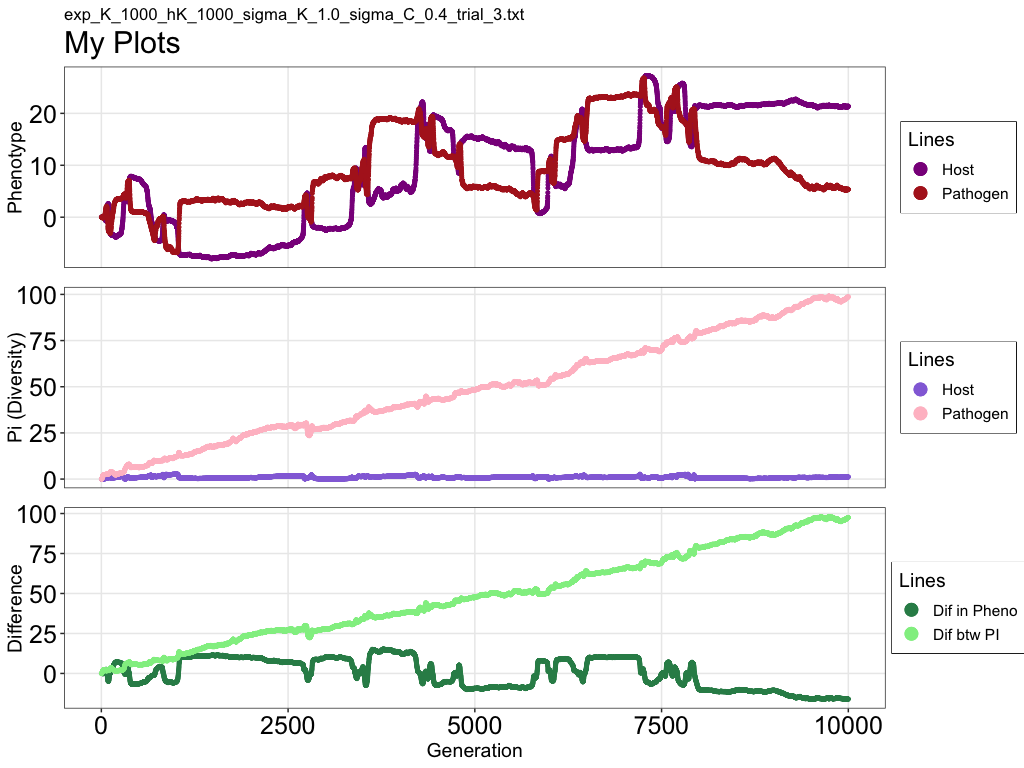 exp_K_1000_hK_1000_sigma_K_1.0_sigma_C_0.4_trial_3.txt
My Plots
Phenotype
20
10
0
Lines
Host
Pathogen
Pi (Diversity)
100
75
50
25
0
Lines
Host
Pathogen
Difference
100
75
50
25
0
Lines
Dif in Pheno
Dif btw PI
0
2500
5000
7500
10000
Generation